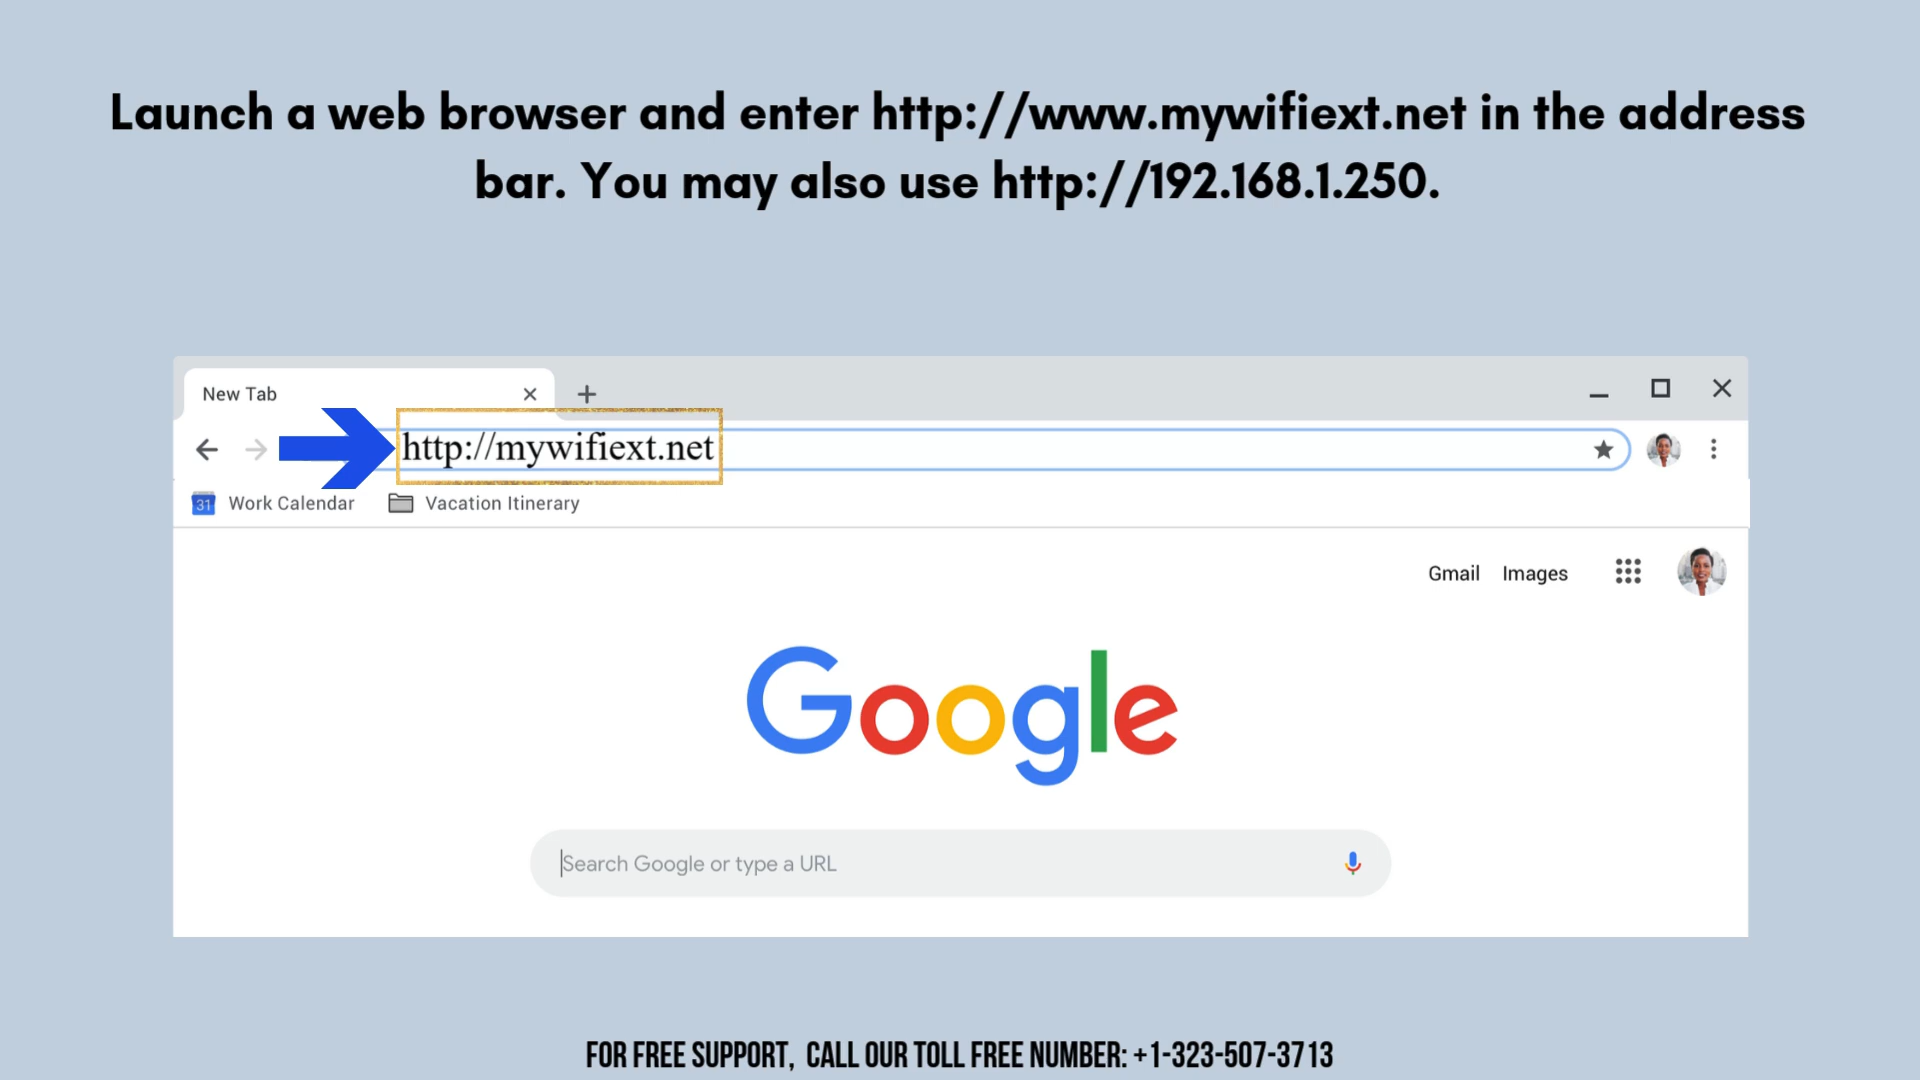 Launch a web browser and enter http://www.mywifiext.net in the address
bar. You may also use http://192.168.1.250.
New Tab
http://mywifiext.net
31 Work Calendar Vacation Itinerary
Gmail Images
Google
Search Google or type a URL
FOR FREE SUPPORT, CALL OUR TOLL FREE NUMBER: +1-323-507-3713